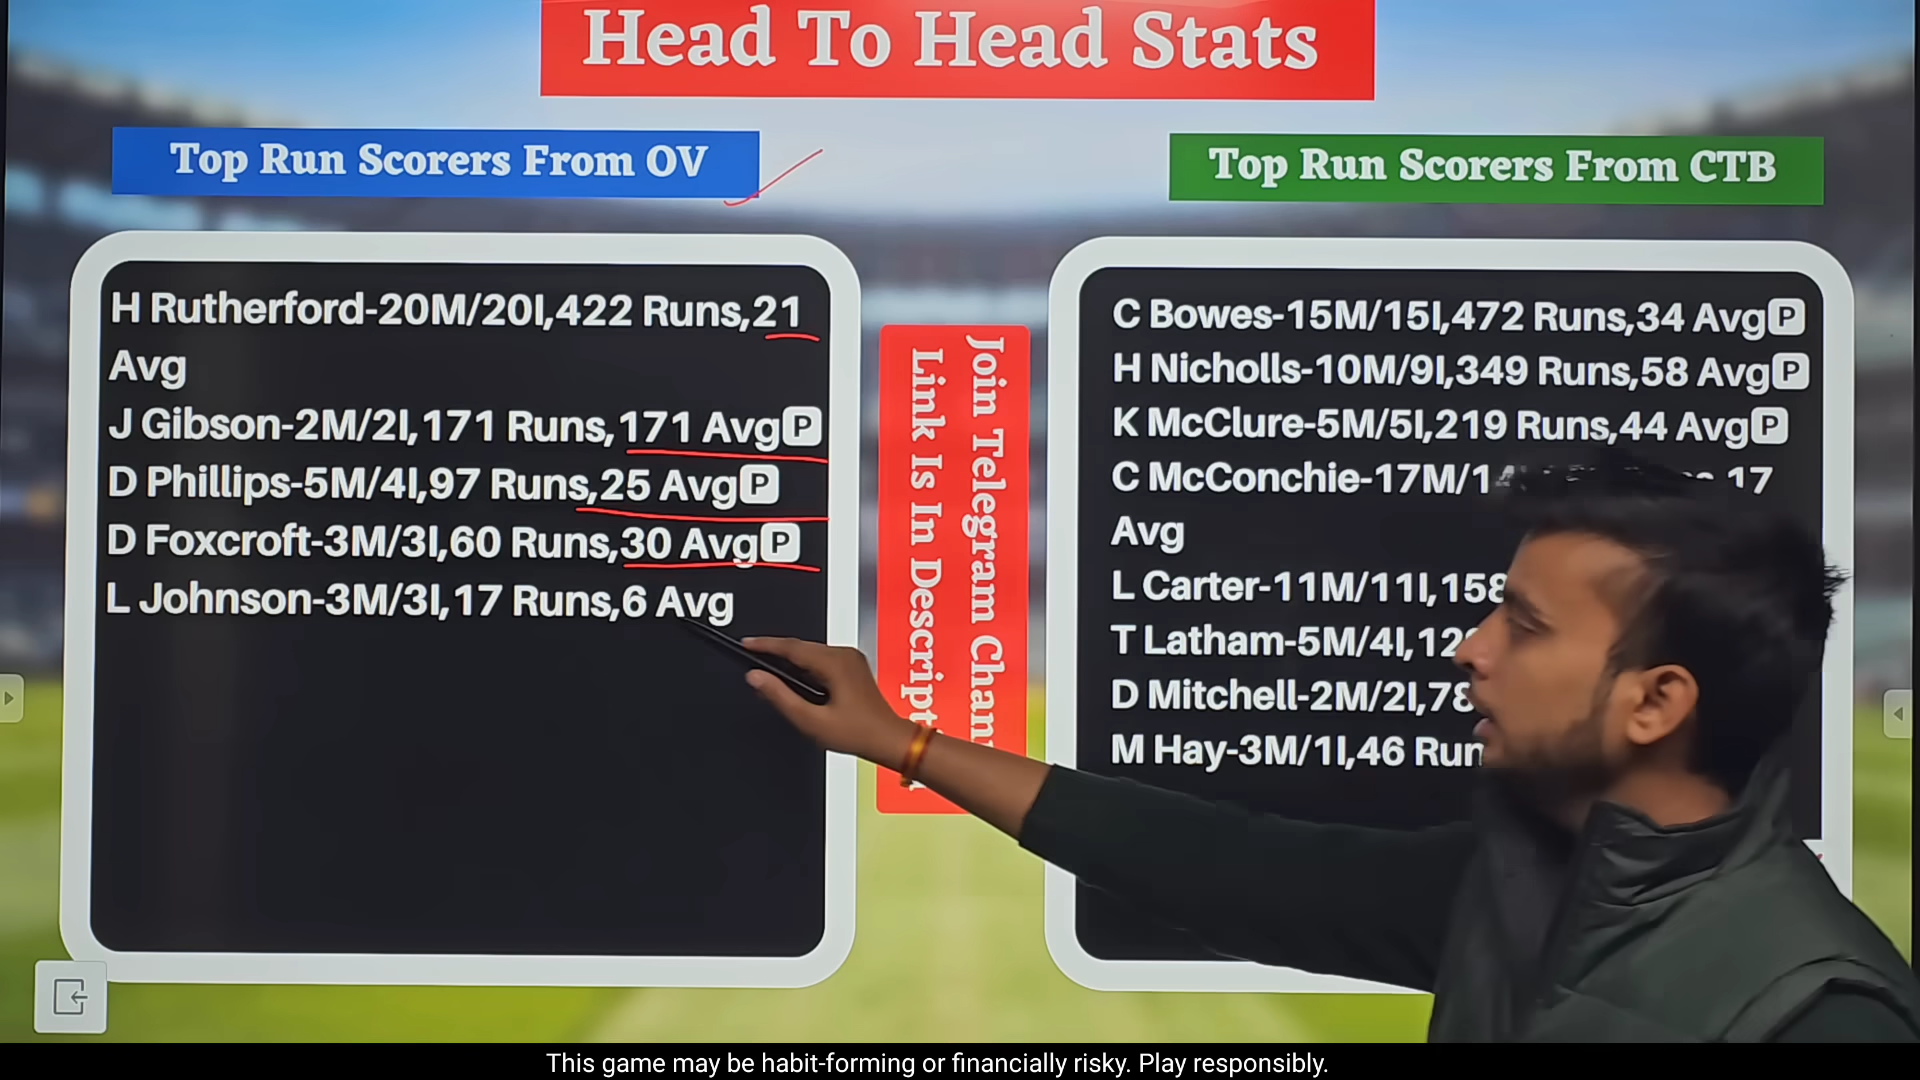 Head To Head Stats
Top Run Scorers From OV
H Rutherford-20M/20I,422 Runs,21
Avg
J Gibson-2M/2I,171 Runs,171 Avg P
D Phillips-5M/4I,97 Runs,25 Avg P
D Foxcroft-3M/3I,60 Runs,30 Avg P
L Johnson-3M/3I,17 Runs,6 Avg
Join Telegram
Link Is In
Top Run Scorers From CTB
C Bowes-15M/15I,472 Runs,34 Avg P
H Nicholls-10M/9I,349 Runs,58 Avg P
K McClure-5M/5I,219 Runs,44 Avg P
C McConchie-17M/ 17
Avg
L Carter-11M/11I,158
T Latham-5M/4I,
D Mitchell-2M/2I,78
M Hay-3M/1I,46
This game may be habit-forming or financially risky. Play responsibly.